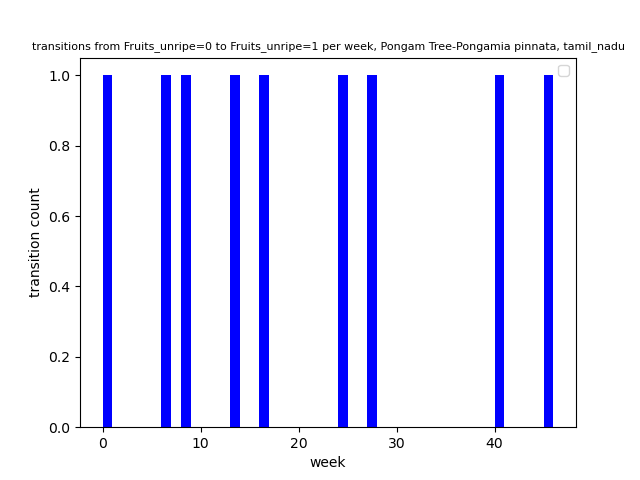 transitions from Fruits_unripe=0 to Fruits_unripe=1 per week, Pongam Tree-Pongamia pinnata, tamil_nadu
1.0
0.8
0.6
0.4
0.2
0.0
transition count
0 10 20 30 40
week